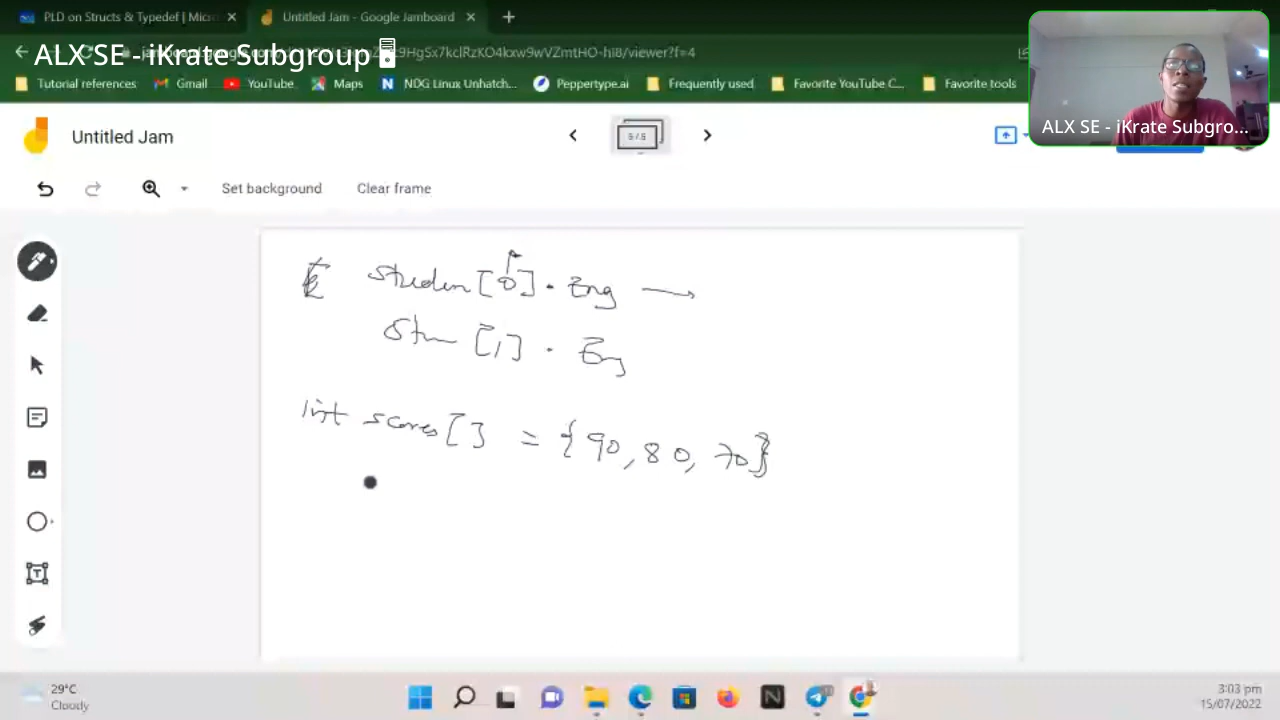 PLD on Structs & Typedef | Micr
Untitled Jam - Google Jamboard
ALX SE - iKrate Subgroup
Tutorial references
Gmail
YouTube
Maps
NDG Linux Unhatch...
Peppertype.ai
Frequently used
Favorite YouTube C...
Favorite tools
ALX SE - iKrate Subgro...
Untitled Jam
5 / 5
Set background
Clear frame
Studen [0] . Eng →
Stu [1] . Eng
int scores [ ] = {90, 80, 70}
29°C
Cloudy
3:03 pm
15/07/2022